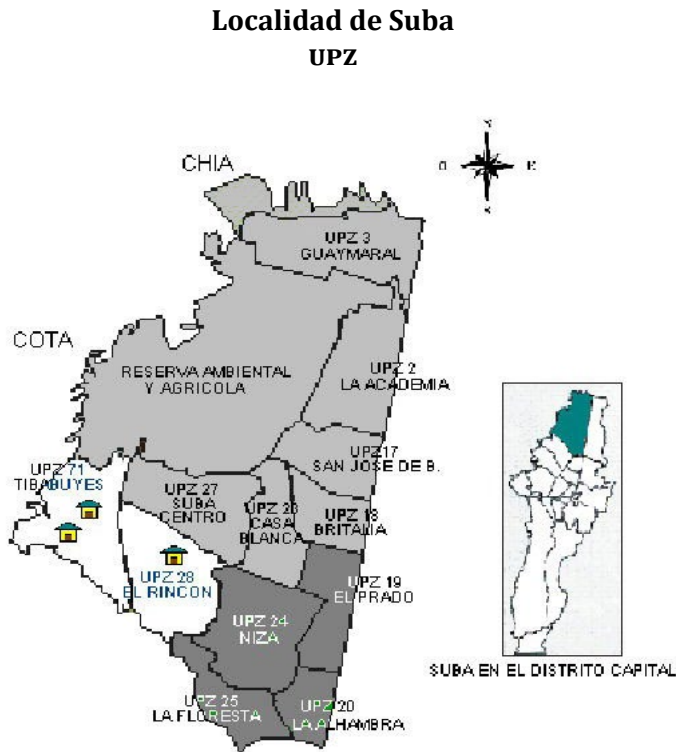 Localidad de Suba
UPZ
CHIA
UPZ 3
GUAYMARAL
COTA
RESERVA AMBIENTAL
Y AGRICOLA
UPZ 2
LA ACADEMIA
UPZ 17
SAN JOSE DE B.
UPZ 71
TIBABUYES
UPZ 27
SUBA
CENTRO
UPZ 23
CASA
BLANCA
UPZ 18
BRITALIA
UPZ 28
EL RINCON
UPZ 19
EL PRADO
UPZ 24
NIZA
UPZ 25
LA FLORESTA
UPZ 20
LA ALHAMBRA
SUBA EN EL DISTRITO CAPITAL